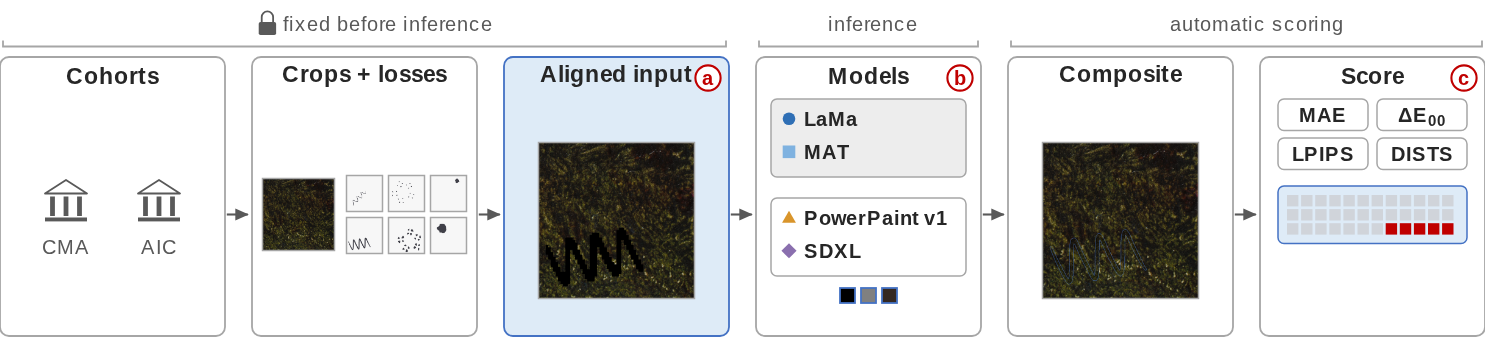 fixed before inference
inference
automatic scoring
Cohorts
CMA
AIC
Crops + losses
Aligned input
a
Models
b
LaMa
MAT
PowerPaint v1
SDXL
Composite
Score
c
MAE
ΔE00
LPIPS
DISTS